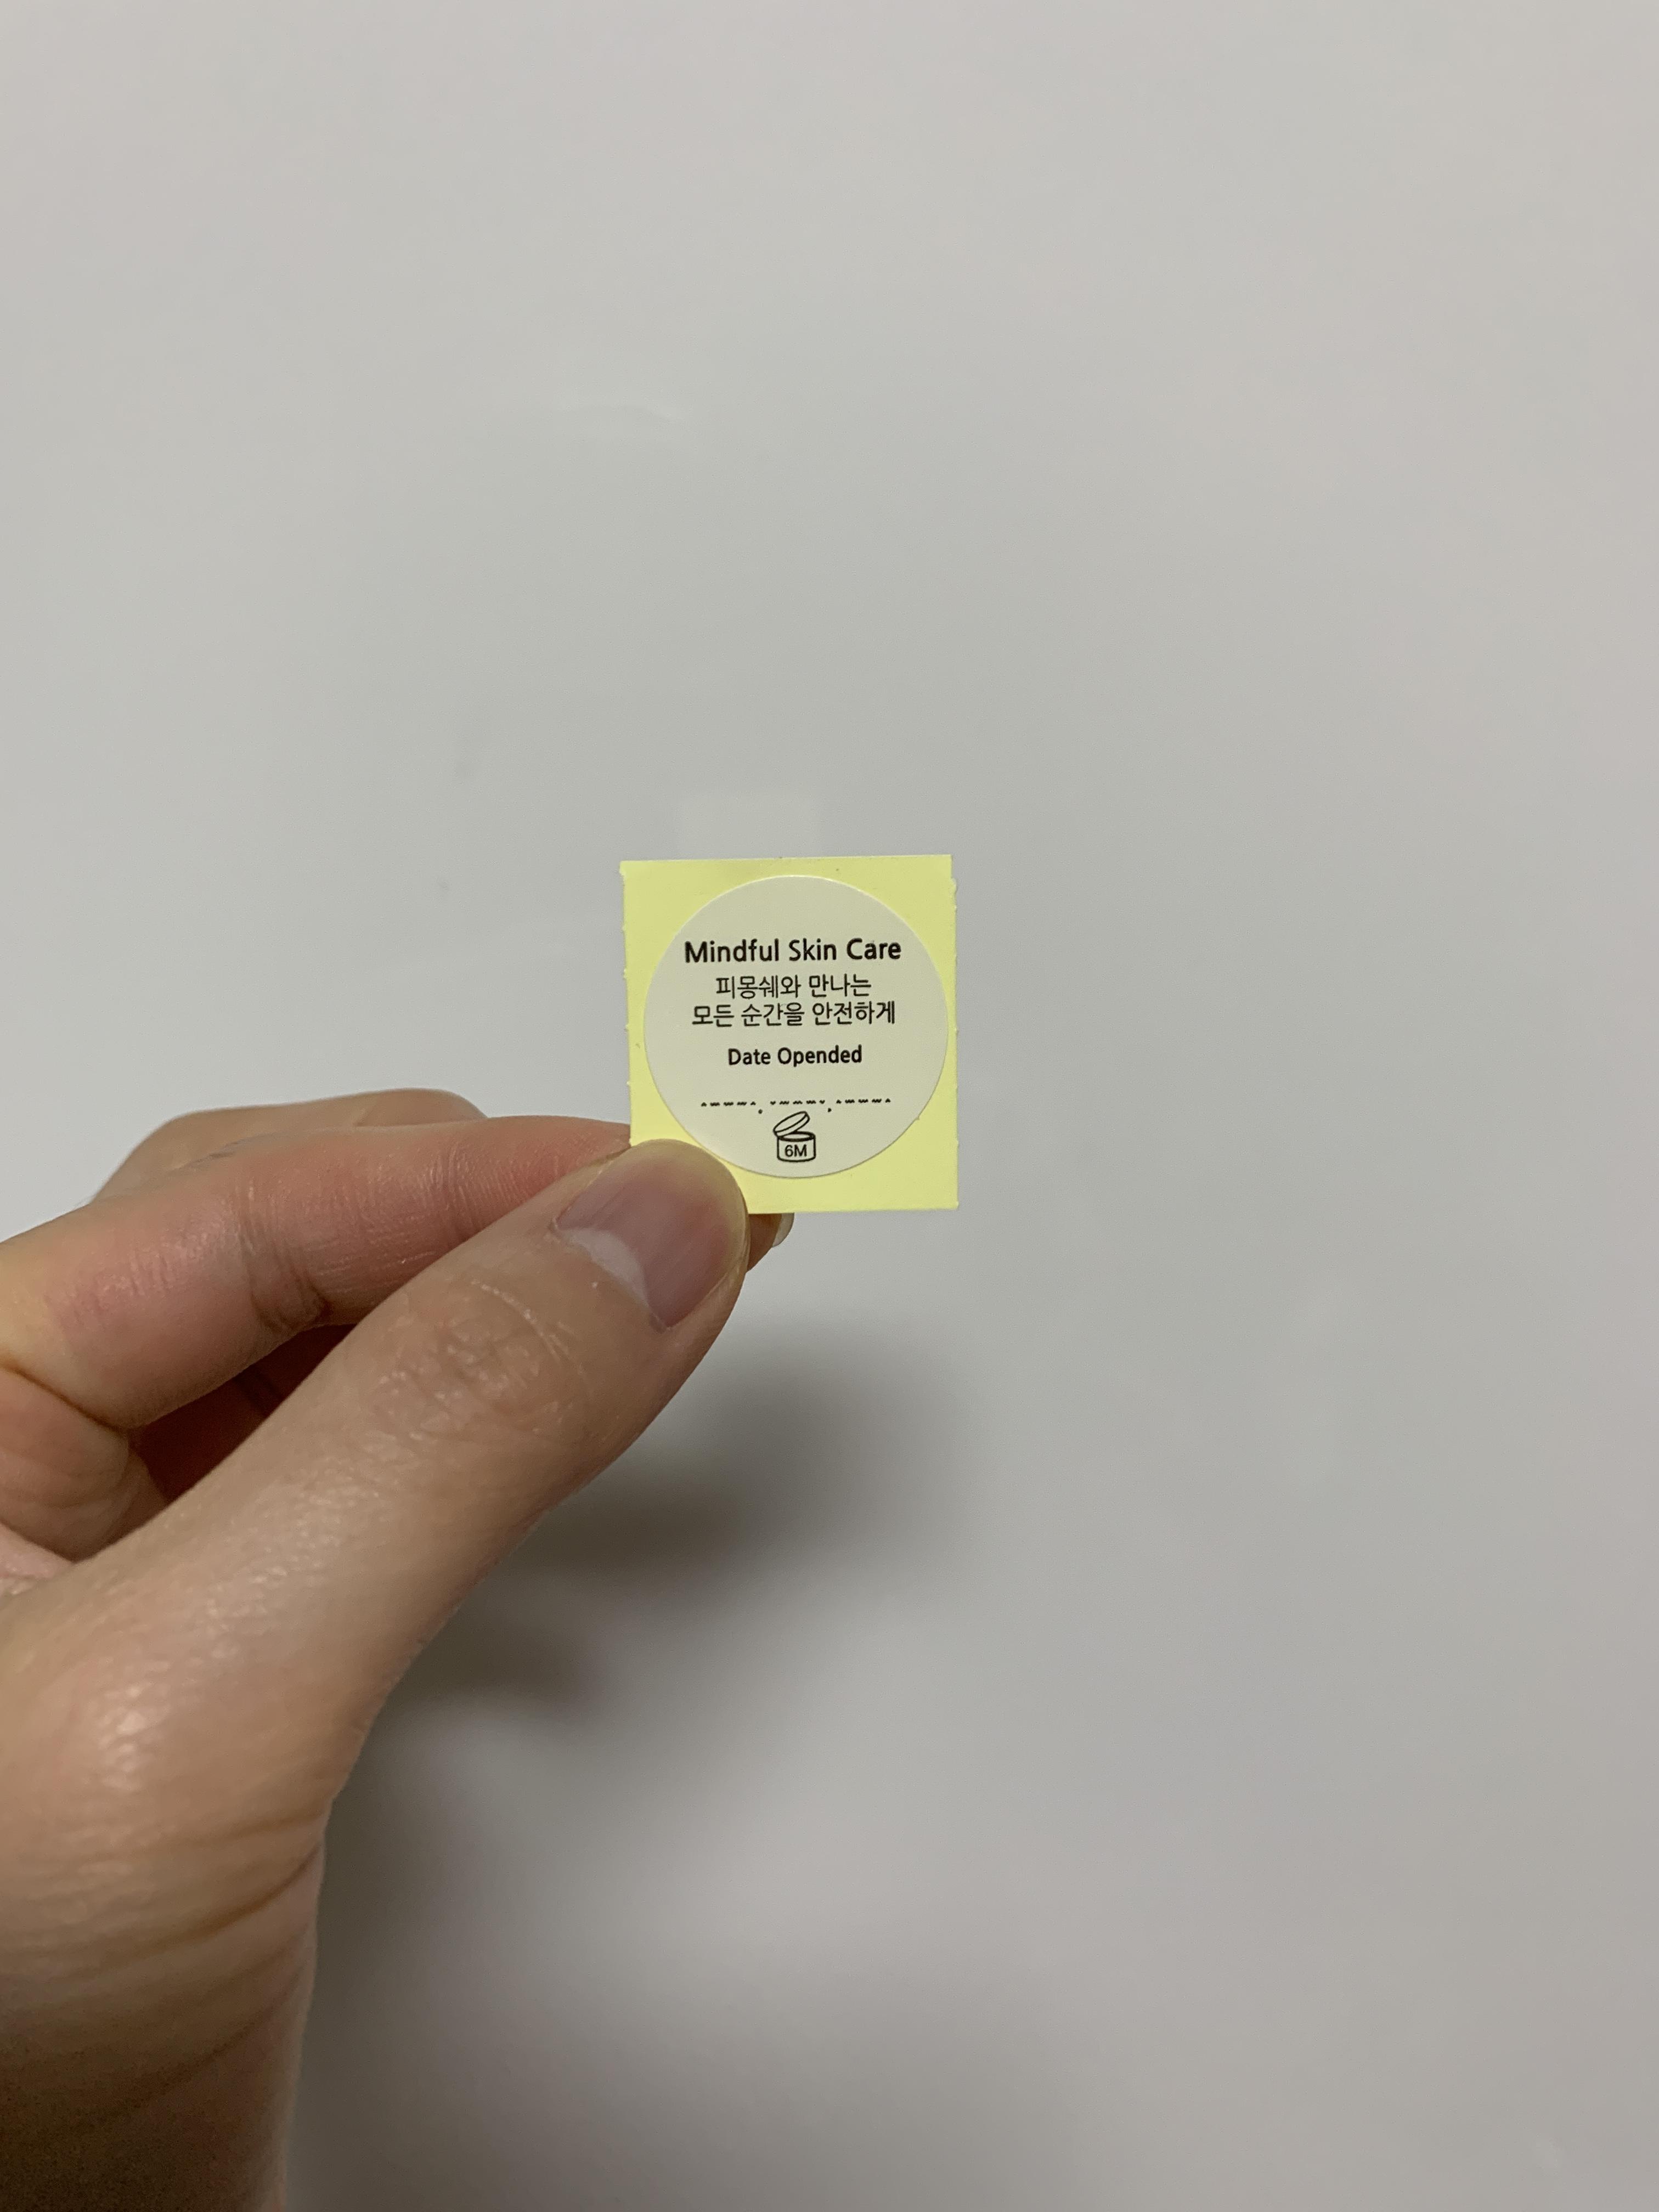 Mindful Skin Care
피몽쉐와 만나는
모든 순간을 안전하게
Date Opended
6M